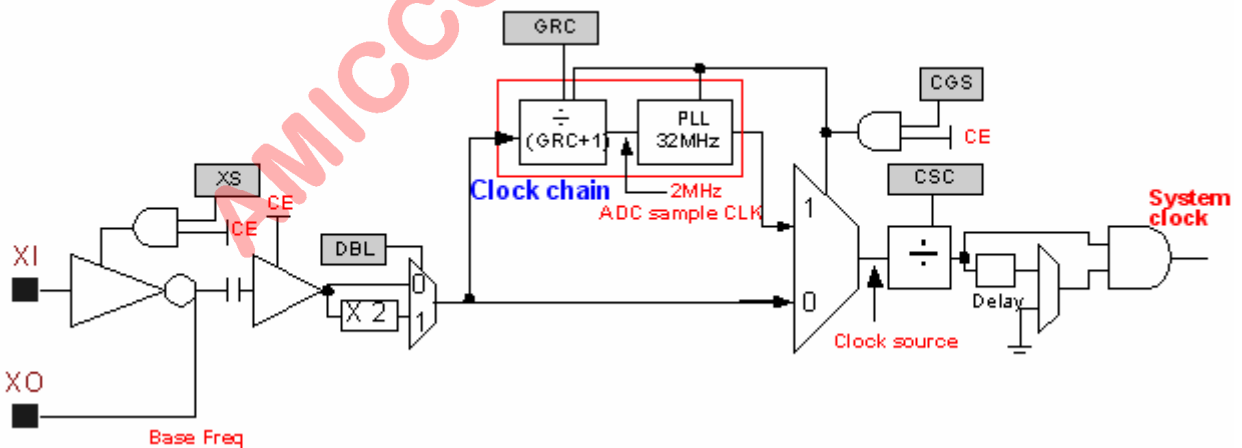 AMICCO
GRC
CGS
CE
÷
(GRC+1)
PLL
32MHz
XS
CE
CE
Clock chain
2MHz
ADC sample CLK
CSC
÷
System
clock
XI
DBL
0
1
X 2
1
0
Delay
Clock source
XO
Base Freq